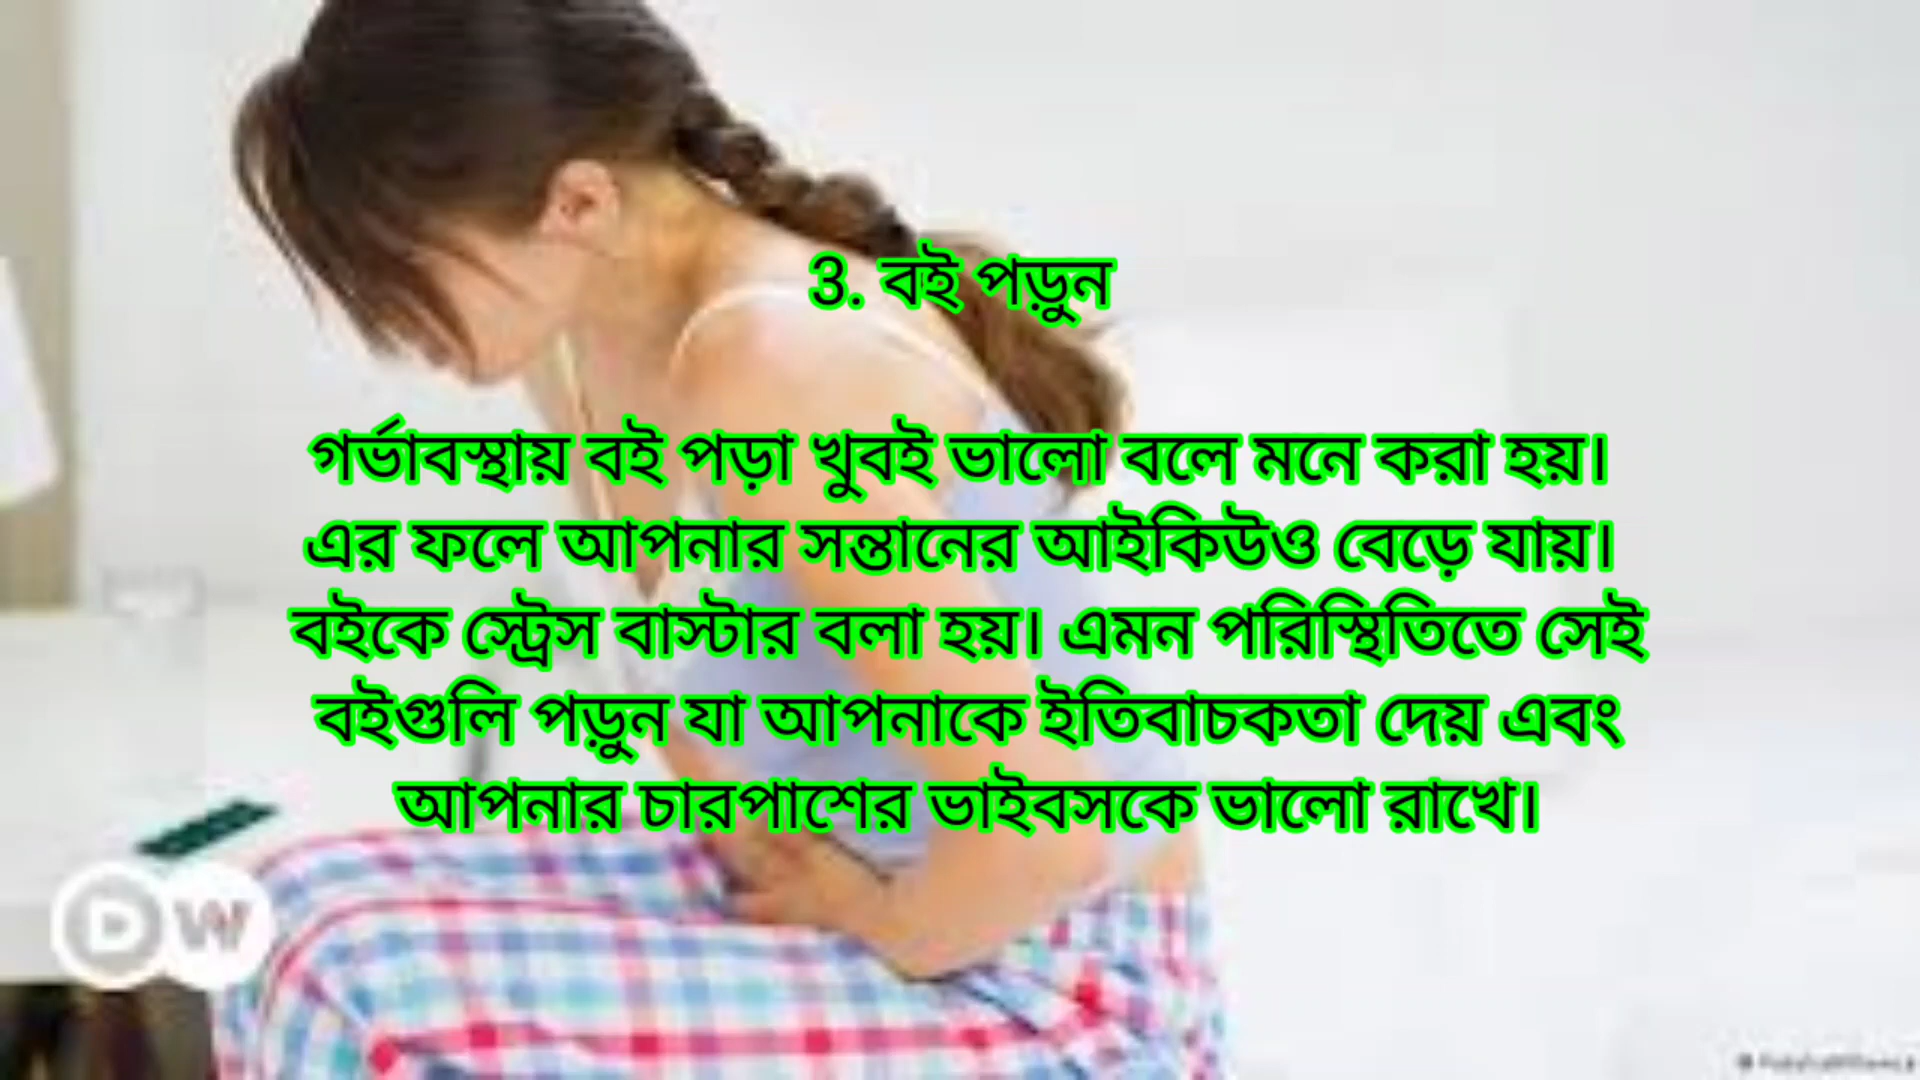 3. বই পড়ুন
গর্ভাবস্থায় বই পড়া খুবই ভালো বলে মনে করা হয়।
এর ফলে আপনার সন্তানের আইকিউও বেড়ে যায়।
বইকে স্ট্রেস বাস্টার বলা হয়। এমন পরিস্থিতিতে সেই
বইগুলি পড়ুন যা আপনাকে ইতিবাচকতা দেয় এবং
আপনার চারপাশের ভাইবসকে ভালো রাখে।
DW